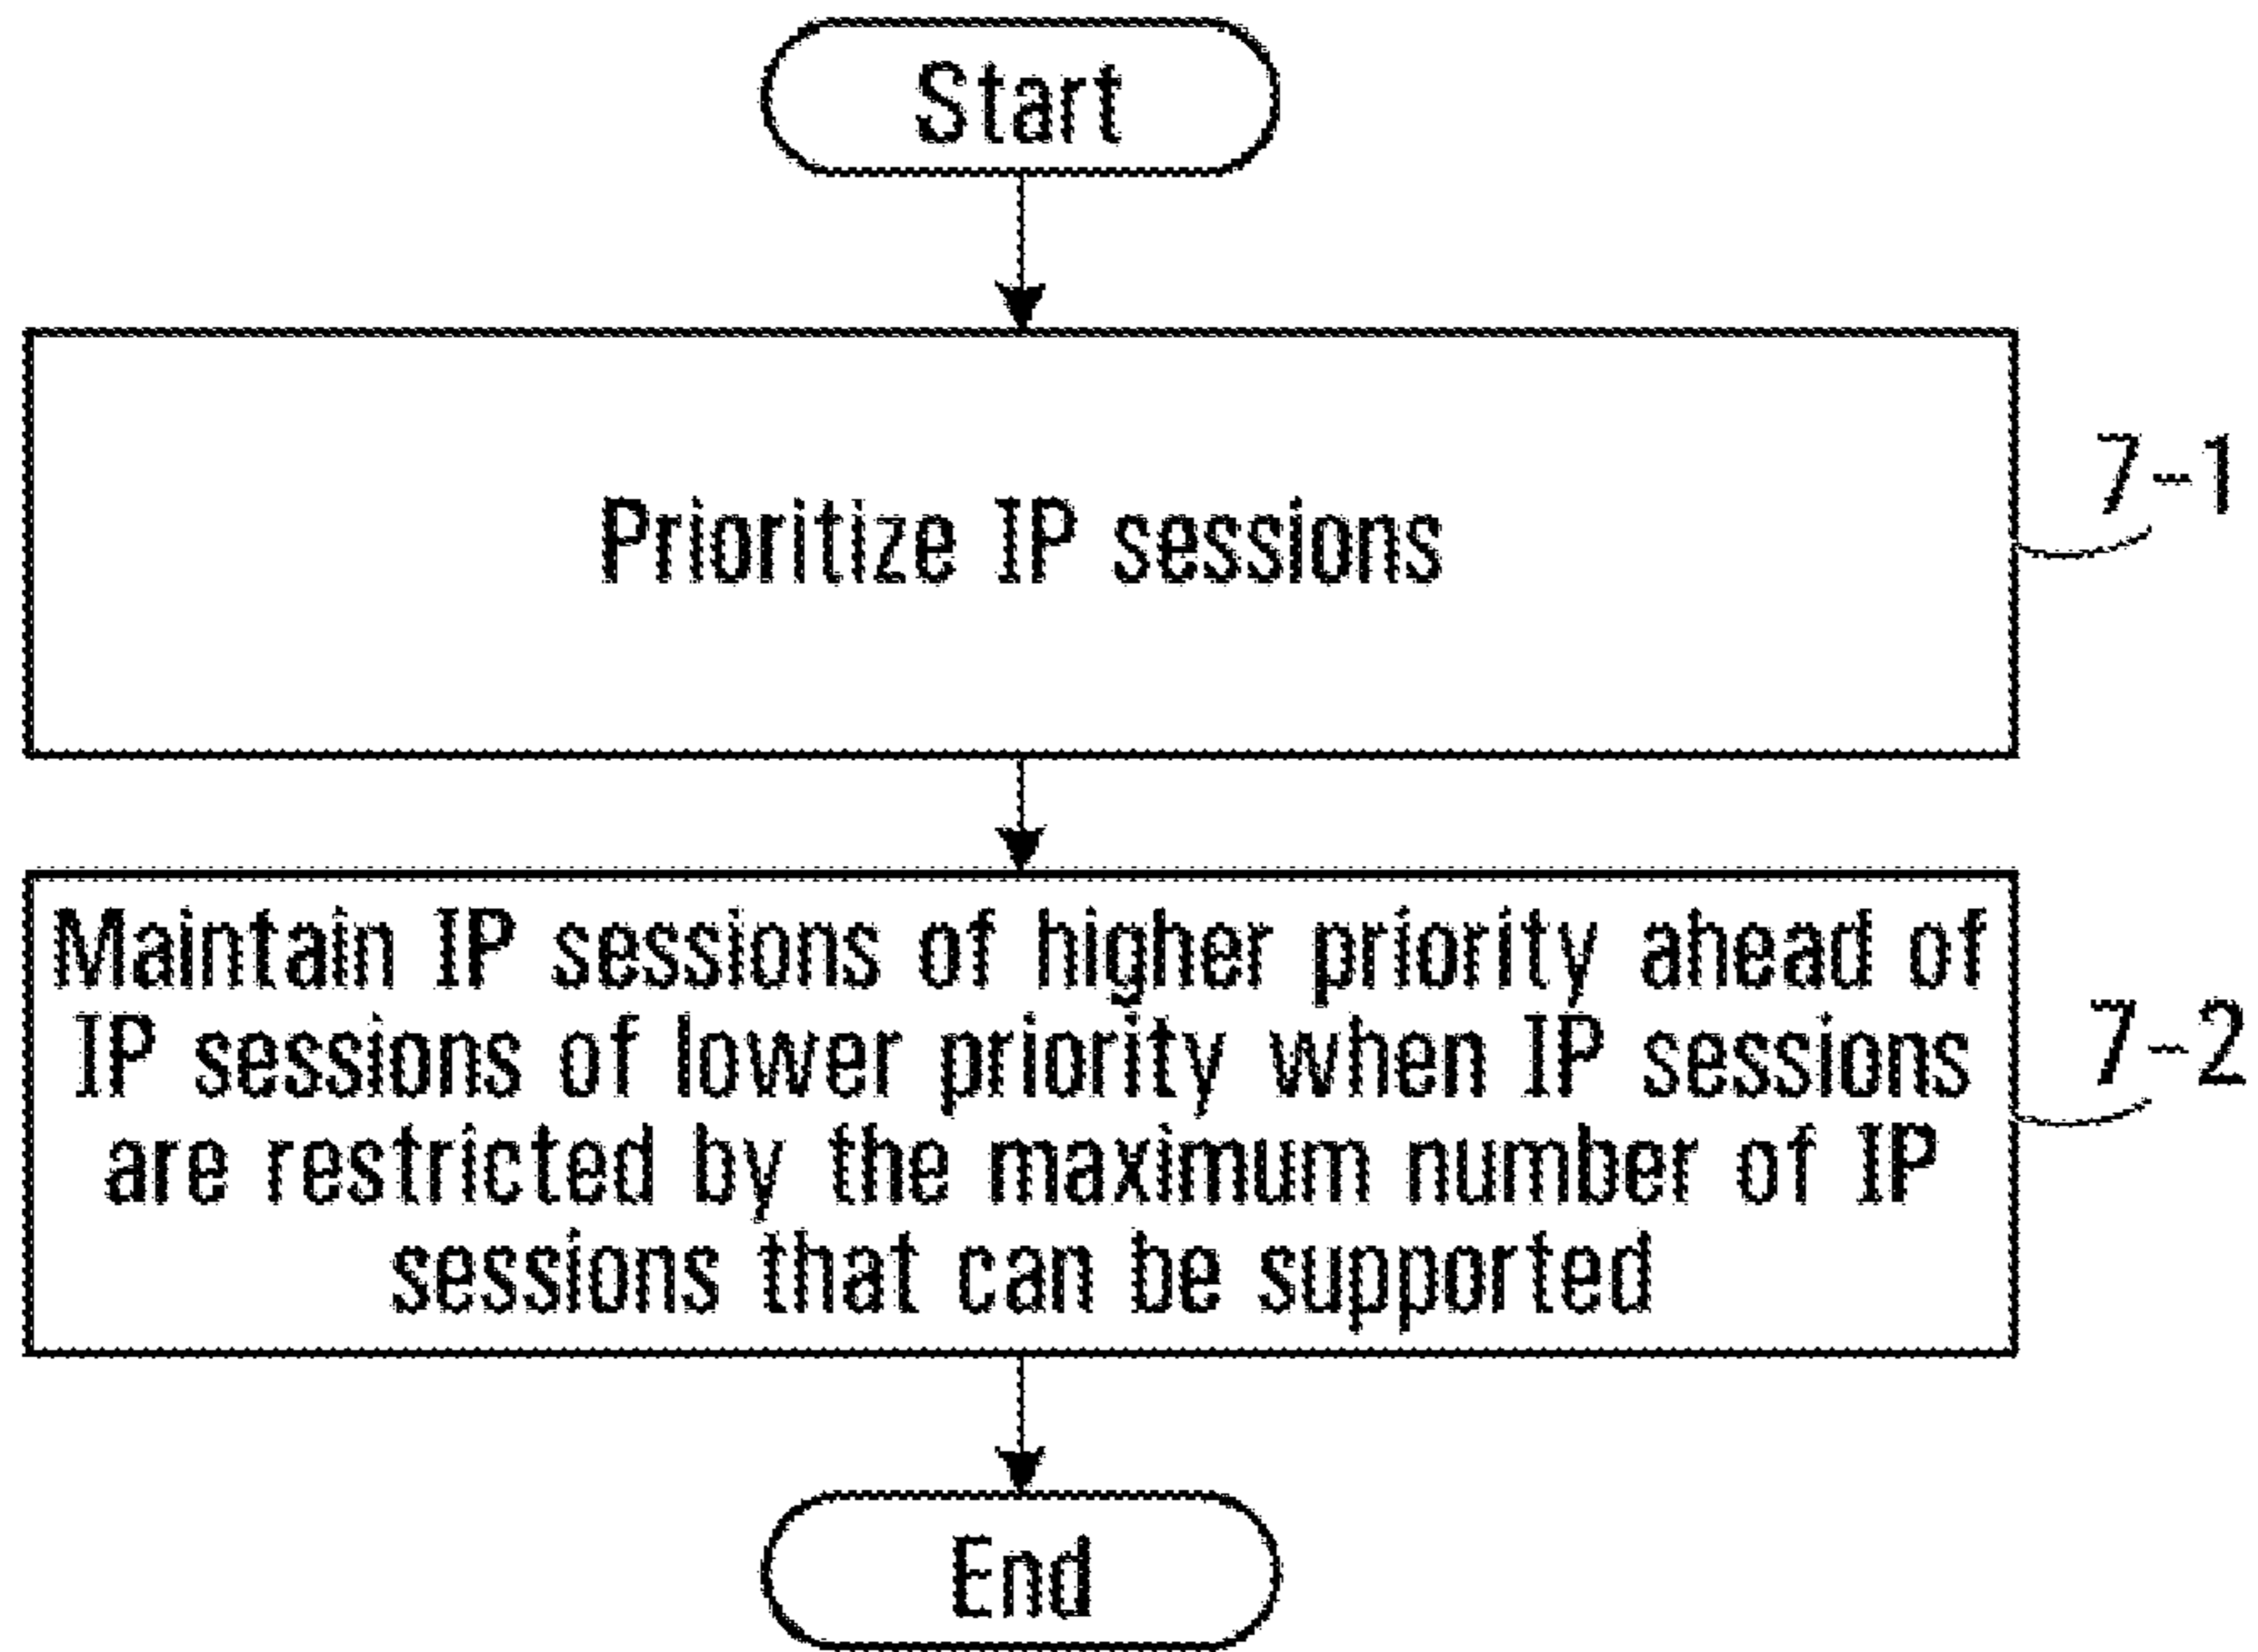 Start
Prioritize IP sessions
7-1
Maintain IP sessions of higher priority ahead of
IP sessions of lower priority when IP sessions
are restricted by the maximum number of IP
sessions that can be supported
7-2
End